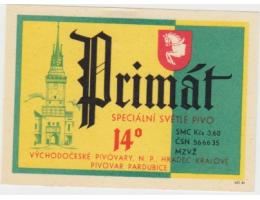 Primát
SPECIÁLNÍ SVĚTLÉ PIVO
14°
SMC Kčs 3,60
ČSN 566635
MZVŽ
VÝCHODOČESKÉ PIVOVARY, N. P., HRADEC KRÁLOVÉ
PIVOVAR PARDUBICE